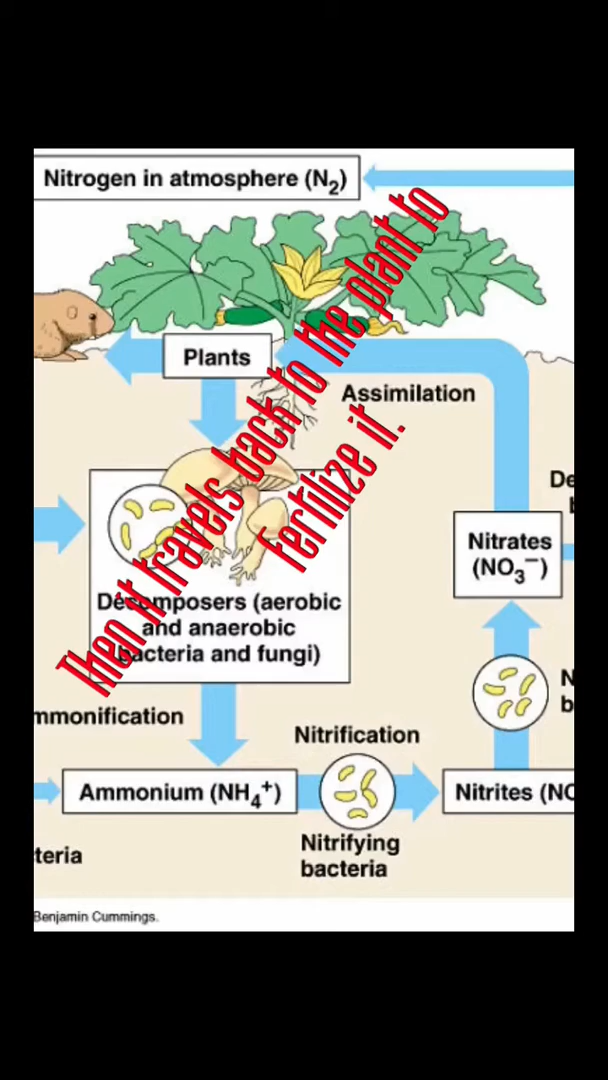 Nitrogen in atmosphere (N₂)
Then it travels back to the plant to
fertilize it.
Plants
Assimilation
De
b
Nitrates
(NO₃⁻)
Decomposers (aerobic
and anaerobic
bacteria and fungi)
N
b
mmonification
Nitrification
Ammonium (NH₄⁺)
Nitrites (NO
Nitrifying
bacteria
teria
Benjamin Cummings.